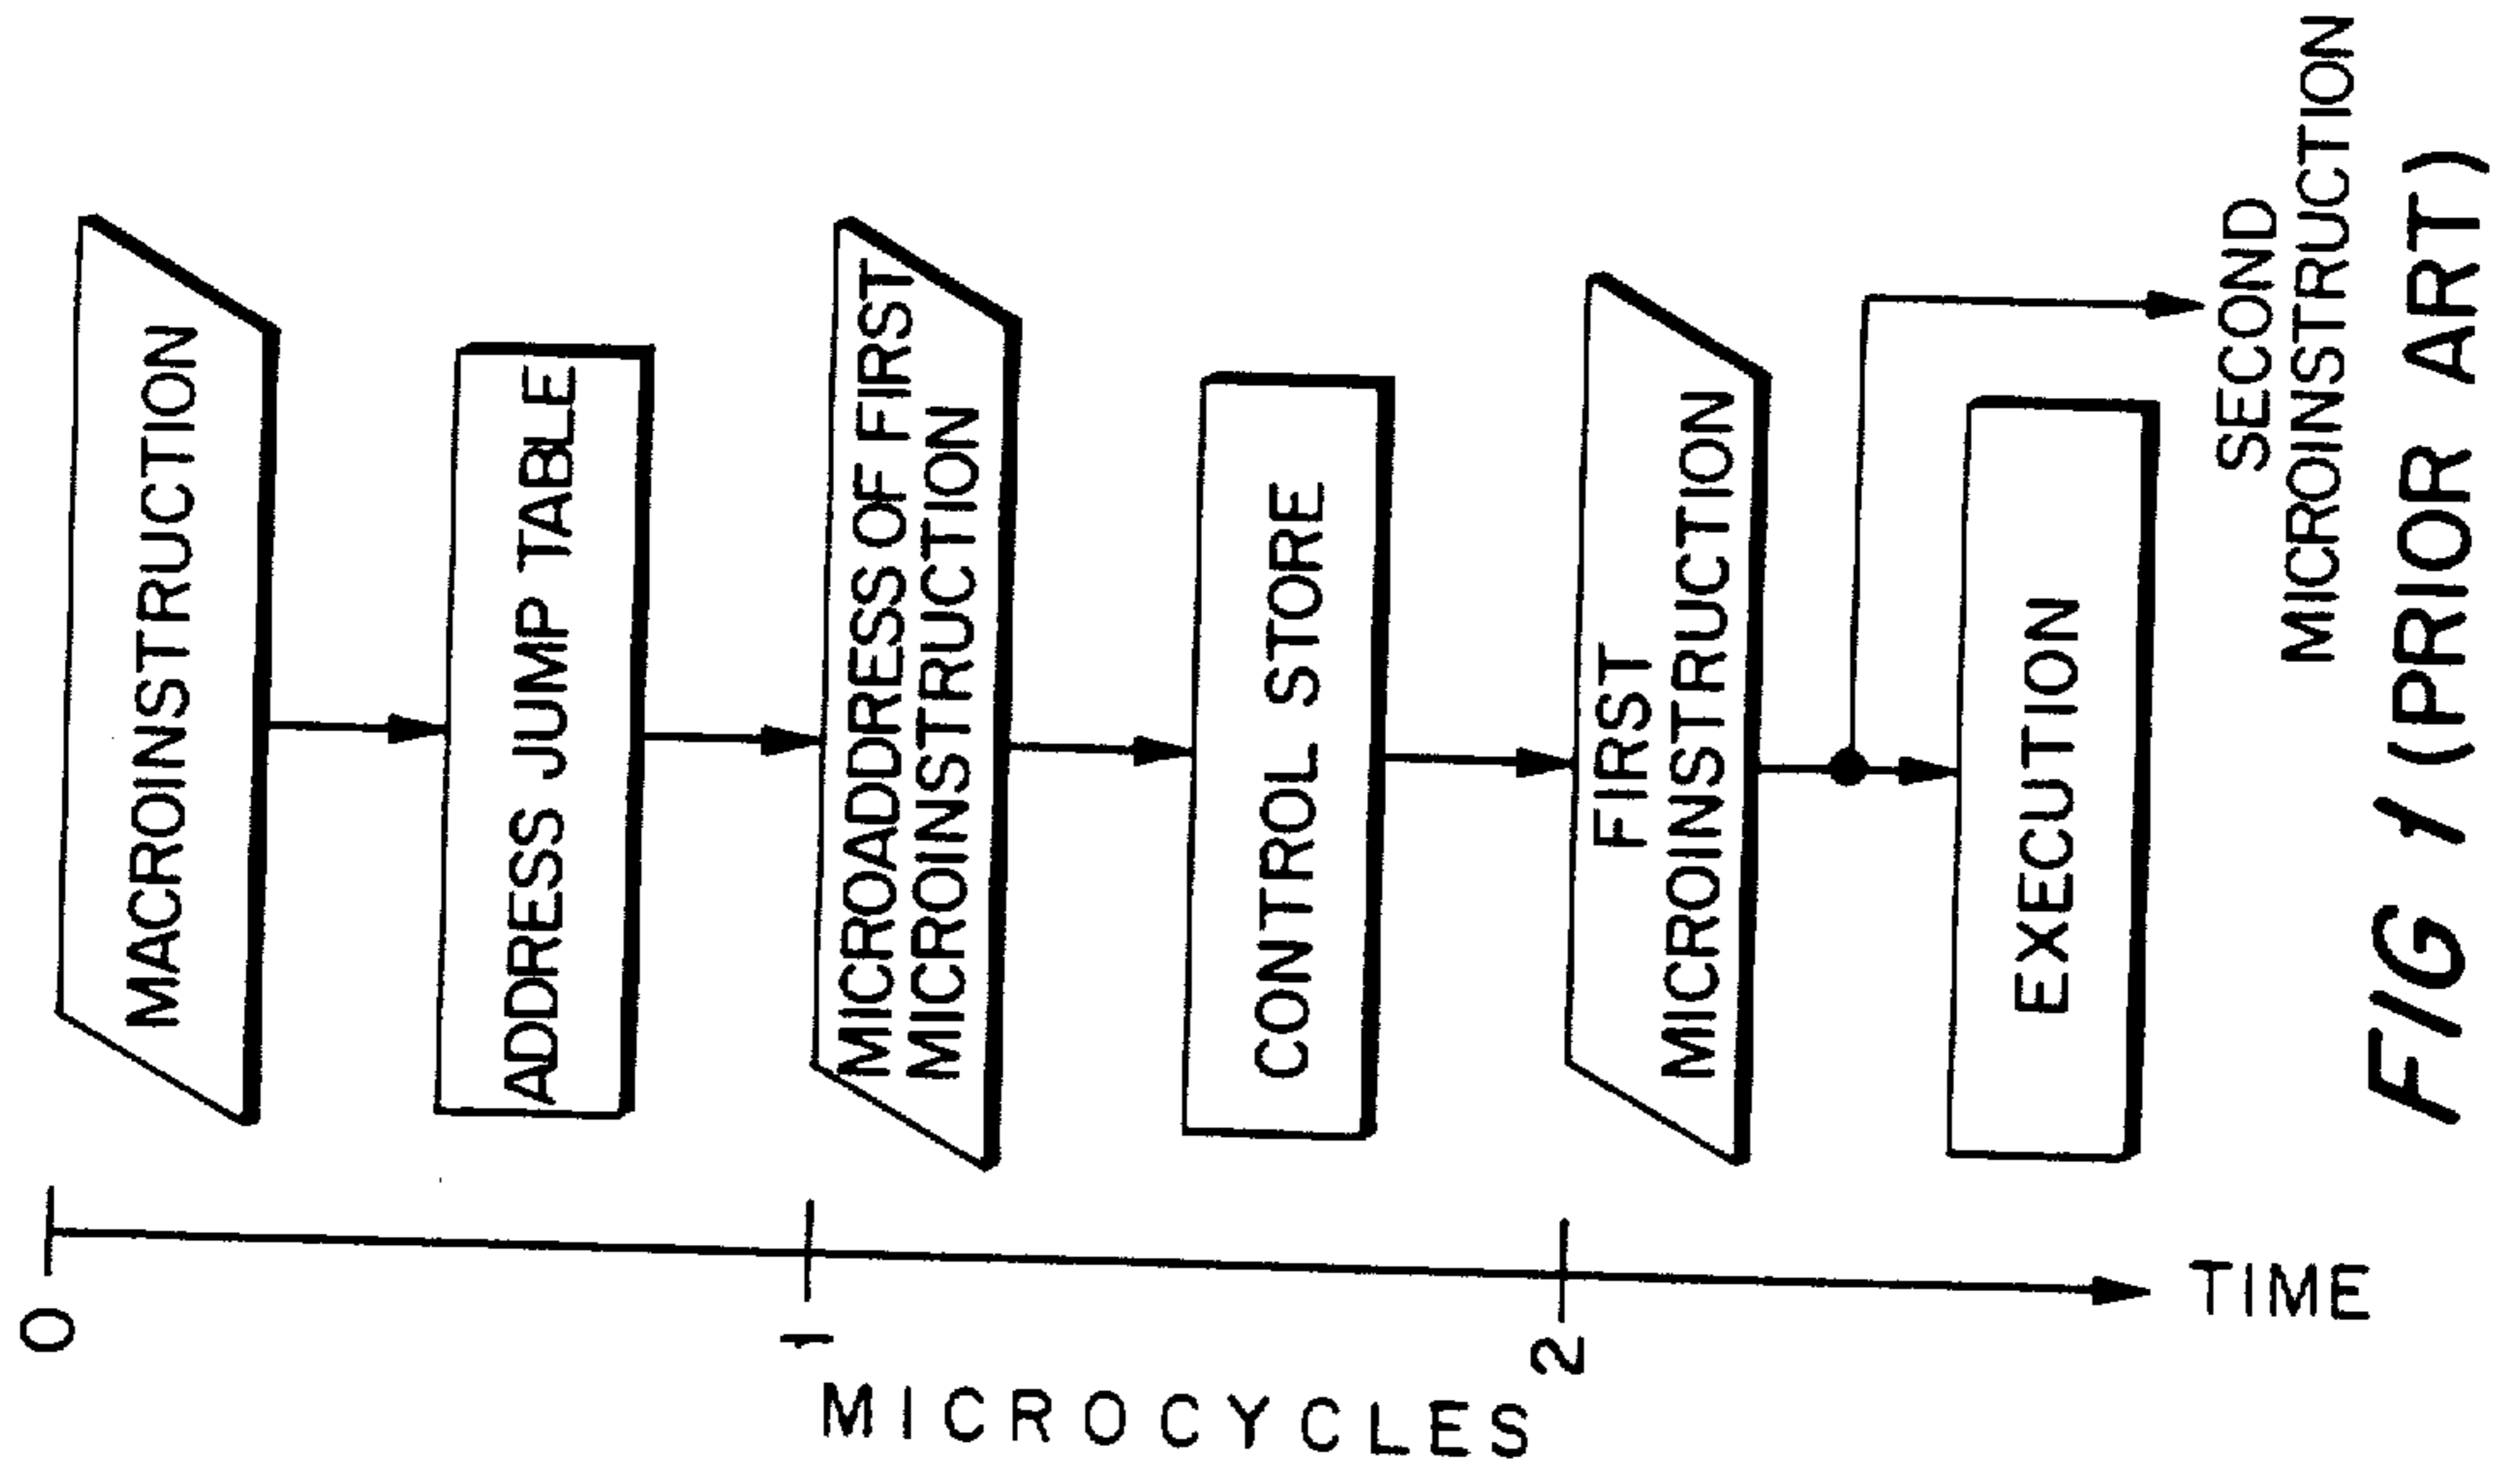 MACROINSTRUCTION
ADDRESS JUMP TABLE
MICROADDRESS OF FIRST
MICROINSTRUCTION
CONTROL STORE
FIRST
MICROINSTRUCTION
EXECUTION
SECOND
MICROINSTRUCTION
0
1
2
MICROCYCLES
TIME
FIG 1 (PRIOR ART)